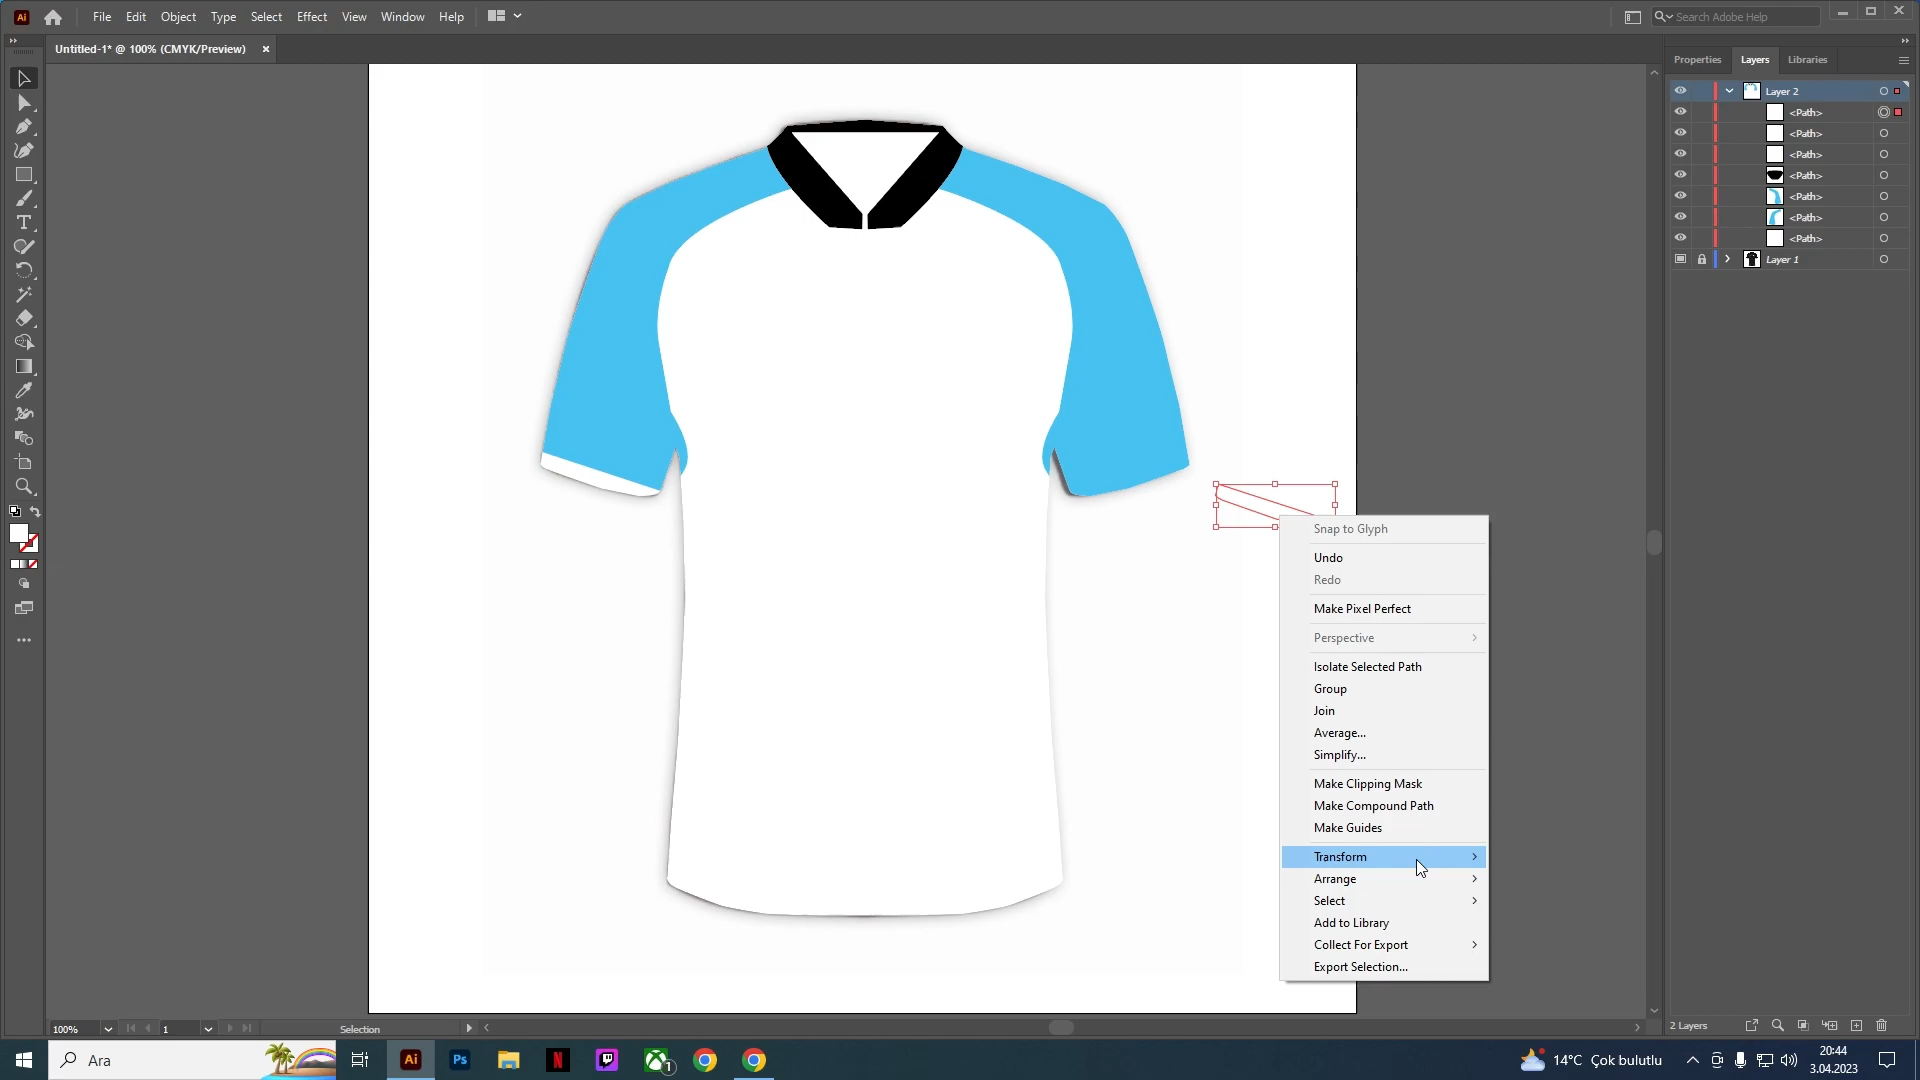 Ai File Edit Object Type Select Effect View Window Help Search Adobe Help
Untitled-1* @ 100% (CMYK/Preview) ×
Properties Layers Libraries
Layer 2
<Path>
<Path>
<Path>
<Path>
<Path>
<Path>
<Path>
Layer 1
Snap to Glyph
Undo
Redo
Make Pixel Perfect
Perspective
Isolate Selected Path
Group
Join
Average...
Simplify...
Make Clipping Mask
Make Compound Path
Make Guides
Transform
Arrange
Select
Add to Library
Collect For Export
Export Selection...
100% 1 Selection
2 Layers
Ara Ai Ps N 1 14°C Çok bulutlu 20:44
3.04.2023